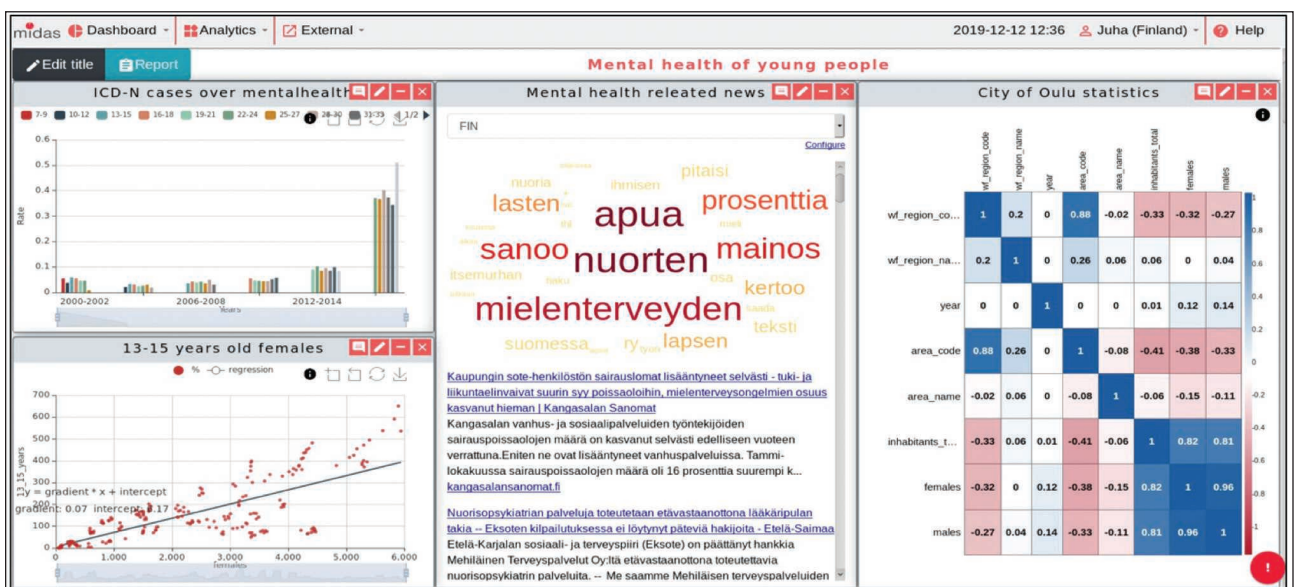 midas Dashboard Analytics External 2019-12-12 12:36 Juha (Finland) Help
Edit title Report Mental health of young people
ICD-N cases over mentalhealth
7-9 10-12 13-15 16-18 19-21 22-24 25-27 28-30 31-33 1/2
0.6
0.5
0.4
0.3
0.2
0.1
0
Rate
2000-2002 2006-2008 2012-2014
Years
13-15 years old females
% regression
700
600
500
400
300
200
100
0
13_15_years
y = gradient * x + intercept
gradient: 0.07 intercept:
0 1,000 2,000 3,000 4,000 5,000 6,000
females
Mental health releated news
FIN
Configure
pitaisi
nuoria ihmisen
lasten apua prosenttia
sanoo nuorten mainos
itsemurhan haku osa kertoo
mielenterveyden saada
teksti
suomessa ry lapsen
Kaupungin sote-henkilöstön sairauslomat lisääntyneet selvästi - tuki- ja
liikuntaelinvaivat suurin syy poissaoloihin, mielenterveysongelmien osuus
kasvanut hieman | Kangasalan Sanomat
Kangasalan vanhus- ja sosiaalipalveluiden työntekijöiden
sairauspoissaolojen määrä on kasvanut selvästi edelliseen vuoteen
verrattuna.Eniten ne ovat lisääntyneet vanhuspalveluissa. Tammi-
lokakuussa sairauspoissaolojen määrä oli 16 prosenttia suurempi k...
kangasalansanomat.fi
Nuorisopsykiatrian palveluja toteutetaan etävastaanottona lääkäripulan
takia -- Eksoten kilpailutuksessa ei löytynyt päteviä hakijoita - Etelä-Saimaa
Etelä-Karjalan sosiaali- ja terveyspiiri (Eksote) on päättänyt hankkia
Mehiläinen Terveyspalvelut Oy:ltä etävastaanottona toteutettavia
nuorisopsykiatrin palveluita. -- Me saamme Mehiläisen terveyspalveluiden
City of Oulu statistics
wf_region_code wf_region_name year area_code area_name inhabitants_total females males
wf_region_co... 1 0.2 0 0.88 -0.02 -0.33 -0.32 -0.27
wf_region_na... 0.2 1 0 0.26 0.06 0.06 0 0.04
year 0 0 1 0 0 0.01 0.12 0.14
area_code 0.88 0.26 0 1 -0.08 -0.41 -0.38 -0.33
area_name -0.02 0.06 0 -0.08 1 -0.06 -0.15 -0.11
inhabitants_t... -0.33 0.06 0.01 -0.41 -0.06 1 0.82 0.81
females -0.32 0 0.12 -0.38 -0.15 0.82 1 0.96
males -0.27 0.04 0.14 -0.33 -0.11 0.81 0.96 1
1
0.8
0.6
0.4
0.2
0
-0.2
-0.4
-0.6
-0.8
-1